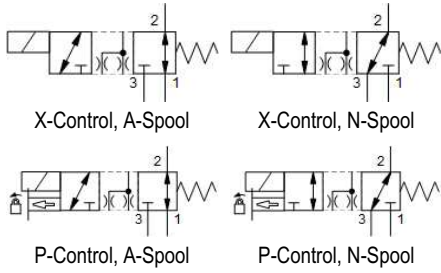 2 2
3 1 3 1
X-Control, A-Spool X-Control, N-Spool
2 2
3 1 3 1
P-Control, A-Spool P-Control, N-Spool